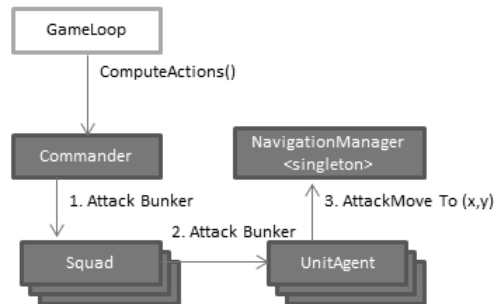 GameLoop
ComputeActions()
Commander
NavigationManager
<singleton>
1. Attack Bunker
3. AttackMove To (x,y)
2. Attack Bunker
Squad
UnitAgent